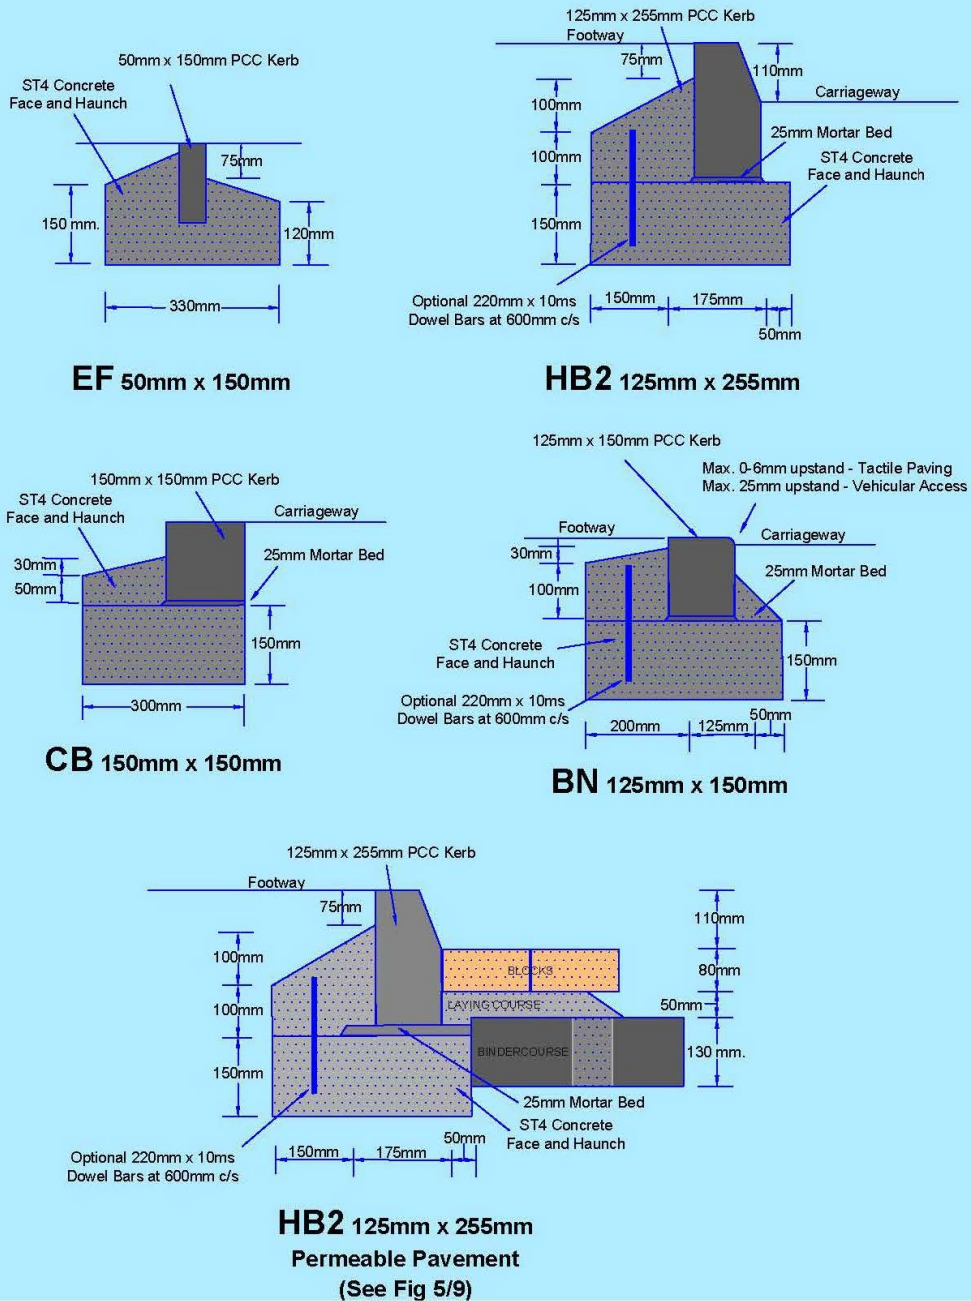 50mm x 150mm PCC Kerb
ST4 Concrete
Face and Haunch
75mm
150 mm.
120mm
330mm
EF 50mm x 150mm
125mm x 255mm PCC Kerb
Footway
75mm
110mm
Carriageway
100mm
25mm Mortar Bed
100mm
ST4 Concrete
Face and Haunch
150mm
Optional 220mm x 10ms
Dowel Bars at 600mm c/s
150mm
175mm
50mm
HB2 125mm x 255mm
150mm x 150mm PCC Kerb
ST4 Concrete
Face and Haunch
Carriageway
25mm Mortar Bed
30mm
50mm
150mm
300mm
CB 150mm x 150mm
125mm x 150mm PCC Kerb
Max. 0-6mm upstand - Tactile Paving
Max. 25mm upstand - Vehicular Access
Footway
Carriageway
30mm
25mm Mortar Bed
100mm
ST4 Concrete
Face and Haunch
150mm
Optional 220mm x 10ms
Dowel Bars at 600mm c/s
200mm
125mm
50mm
BN 125mm x 150mm
125mm x 255mm PCC Kerb
Footway
75mm
110mm
100mm
BLOCKS
80mm
100mm
LAYING COURSE
50mm
150mm
BINDERCOURSE
130 mm.
25mm Mortar Bed
ST4 Concrete
Face and Haunch
Optional 220mm x 10ms
Dowel Bars at 600mm c/s
150mm
175mm
50mm
HB2 125mm x 255mm
Permeable Pavement
(See Fig 5/9)